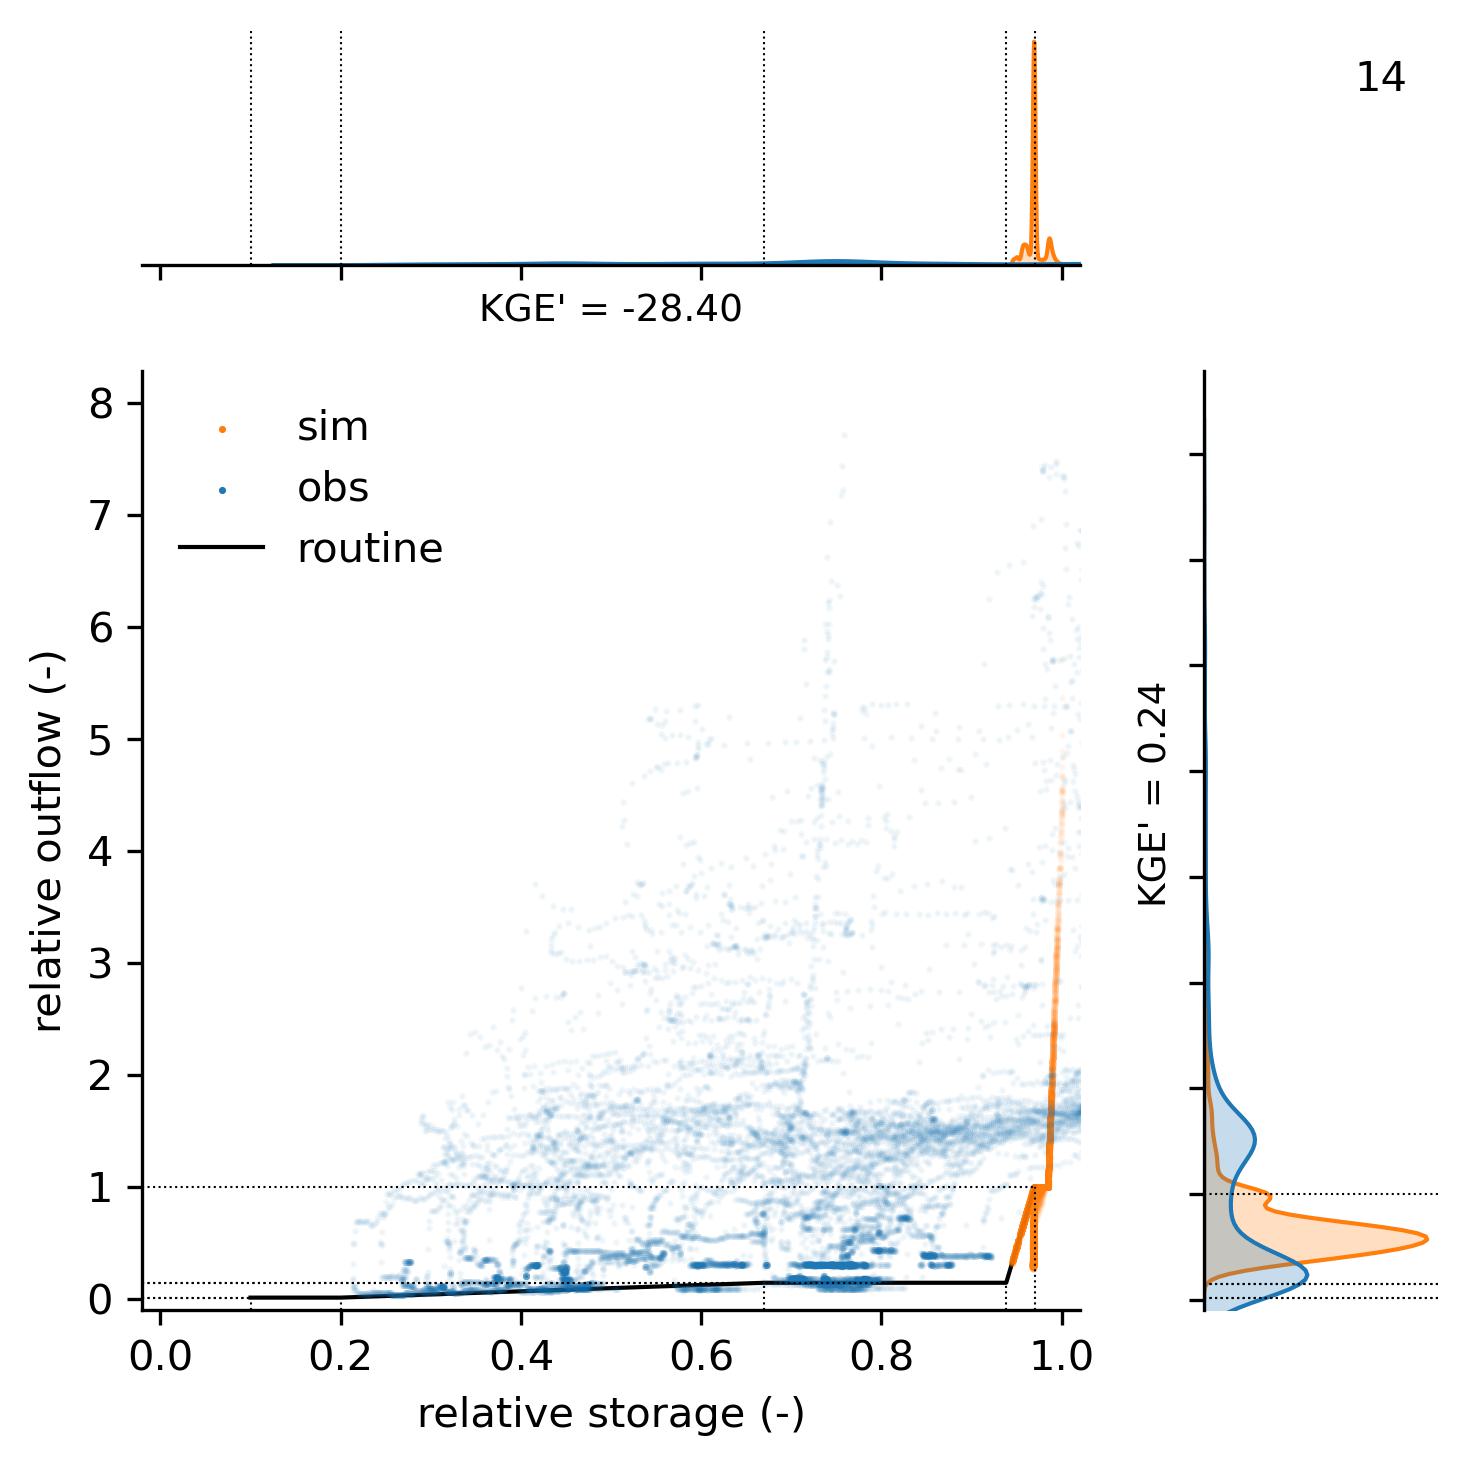 14
KGE' = -28.40
sim
obs
routine
8
7
6
5
4
3
2
1
0
relative outflow (-)
KGE' = 0.24
0.0 0.2 0.4 0.6 0.8 1.0
relative storage (-)